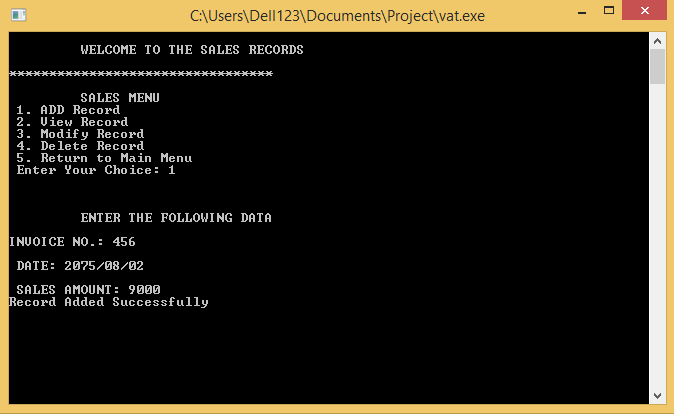 C:\Users\Dell123\Documents\Project\vat.exe
WELCOME TO THE SALES RECORDS
*********************************
SALES MENU
1. ADD Record
2. View Record
3. Modify Record
4. Delete Record
5. Return to Main Menu
Enter Your Choice: 1
ENTER THE FOLLOWING DATA
INVOICE NO.: 456
DATE: 2075/08/02
SALES AMOUNT: 9000
Record Added Successfully